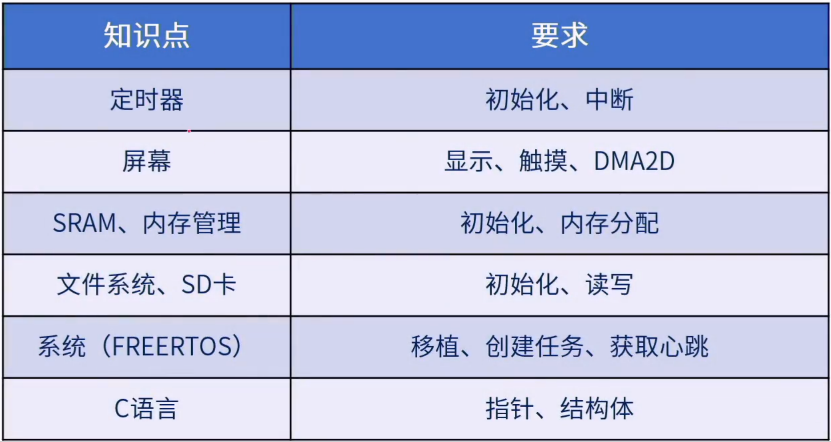 知识点 要求
定时器 初始化、中断
屏幕 显示、触摸、DMA2D
SRAM、内存管理 初始化、内存分配
文件系统、SD卡 初始化、读写
系统（FREERTOS） 移植、创建任务、获取心跳
C语言 指针、结构体